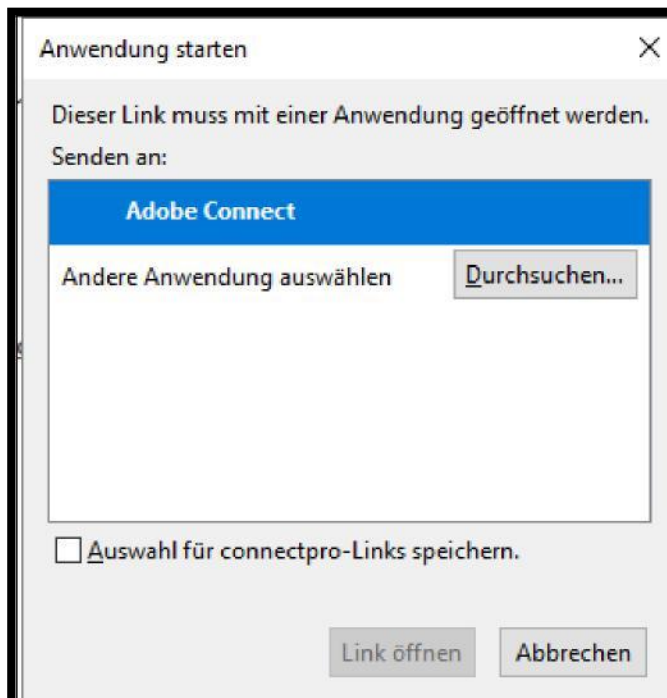 Anwendung starten
Dieser Link muss mit einer Anwendung geöffnet werden.
Senden an:
Adobe Connect
Andere Anwendung auswählen
Durchsuchen...
Auswahl für connectpro-Links speichern.
Link öffnen
Abbrechen